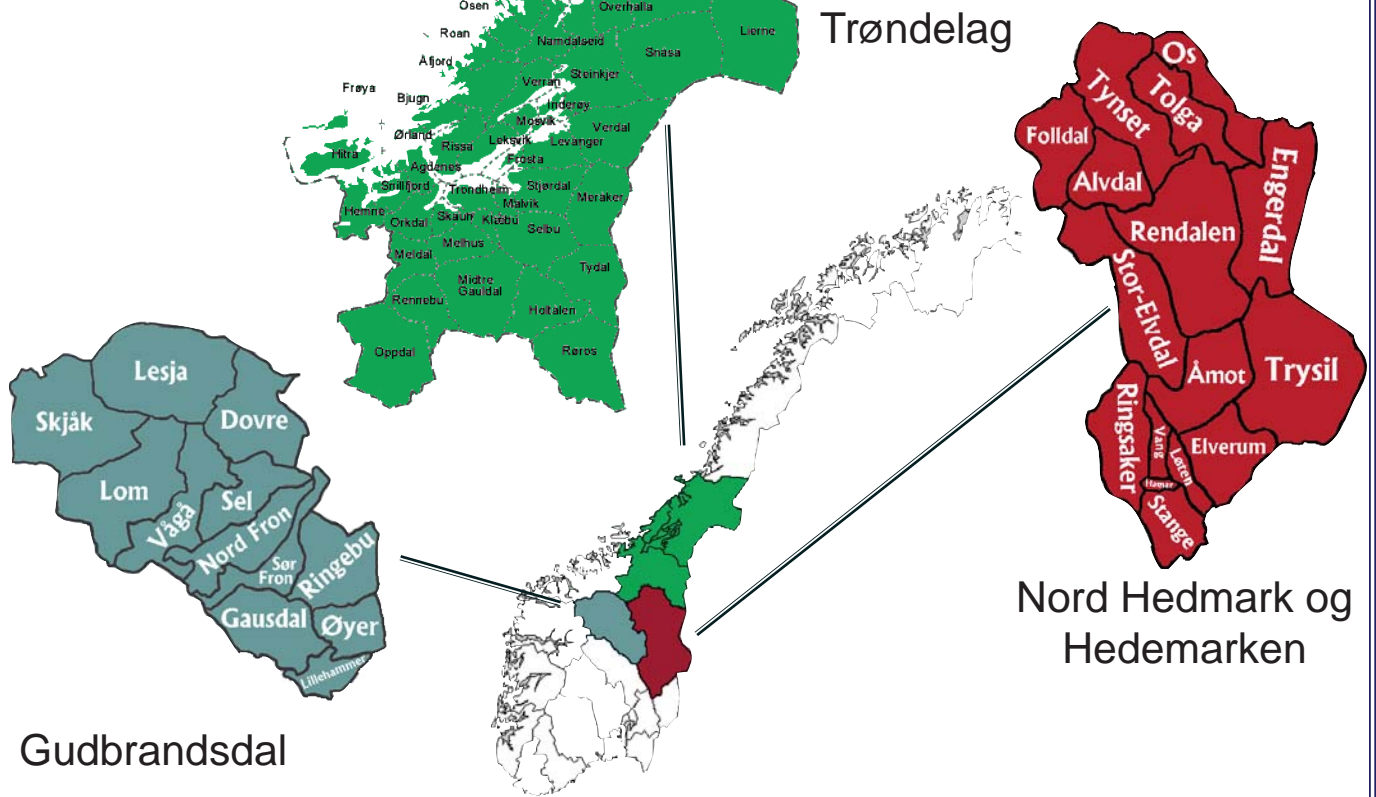 Osen
Overhalla
Lierne
Trøndelag
Roan
Namdalseid
Snåsa
Åfjord
Steinkjer
Verran
Frøya
Bjugn
Inderøy
Mosvik
Verdal
Ørland
Leksvik
Levanger
Rissa
Hitra
Frosta
Agdenes
Snillfjord
Trondheim
Stjørdal
Meråker
Malvik
Hemne
Orkdal
Skaun
Klæbu
Selbu
Melhus
Meldal
Tydal
Midtre
Gauldal
Rennebu
Holtålen
Oppdal
Røros
Os
Tolga
Tynset
Folldal
Alvdal
Engerdal
Rendalen
Stor-Elvdal
Åmot
Trysil
Ringsaker
Vang
Løten
Elverum
Hamar
Stange
Nord Hedmark og
Hedemarken
Lesja
Skjåk
Dovre
Lom
Sel
Vågå
Nord Fron
Sør
Fron
Ringebu
Gausdal
Øyer
Lillehammer
Gudbrandsdal